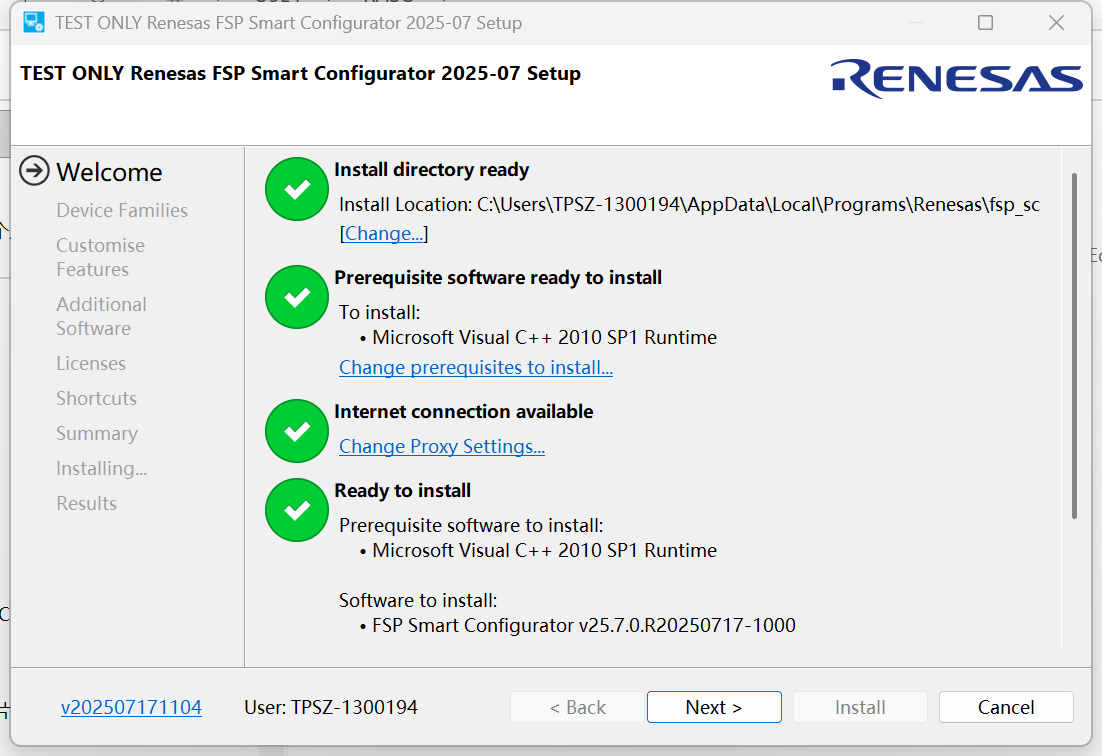 TEST ONLY Renesas FSP Smart Configurator 2025-07 Setup
TEST ONLY Renesas FSP Smart Configurator 2025-07 Setup
RENESAS
Welcome
Device Families
Customise
Features
Additional
Software
Licenses
Shortcuts
Summary
Installing...
Results
Install directory ready
Install Location: C:\Users\TPSZ-1300194\AppData\Local\Programs\Renesas\fsp_sc
[Change...]
Prerequisite software ready to install
To install:
• Microsoft Visual C++ 2010 SP1 Runtime
Change prerequisites to install...
Internet connection available
Change Proxy Settings...
Ready to install
Prerequisite software to install:
• Microsoft Visual C++ 2010 SP1 Runtime
Software to install:
• FSP Smart Configurator v25.7.0.R20250717-1000
v202507171104
User: TPSZ-1300194
< Back
Next >
Install
Cancel